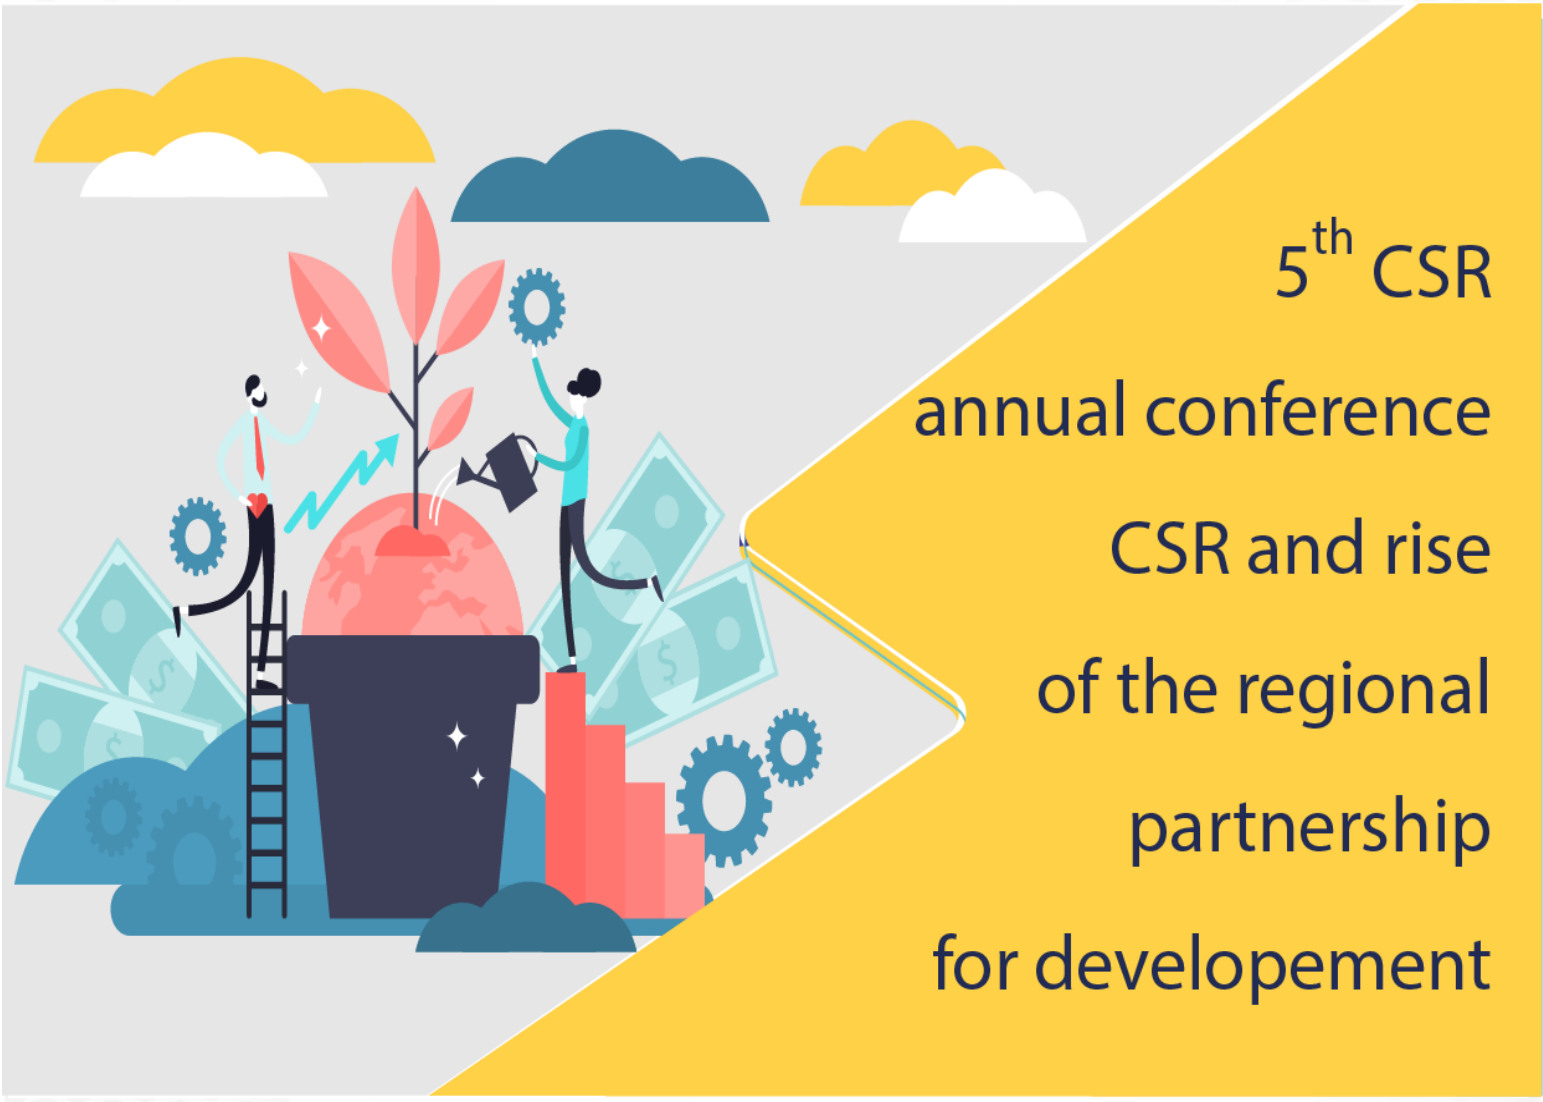 5th CSR
annual conference
CSR and rise
of the regional
partnership
for developement